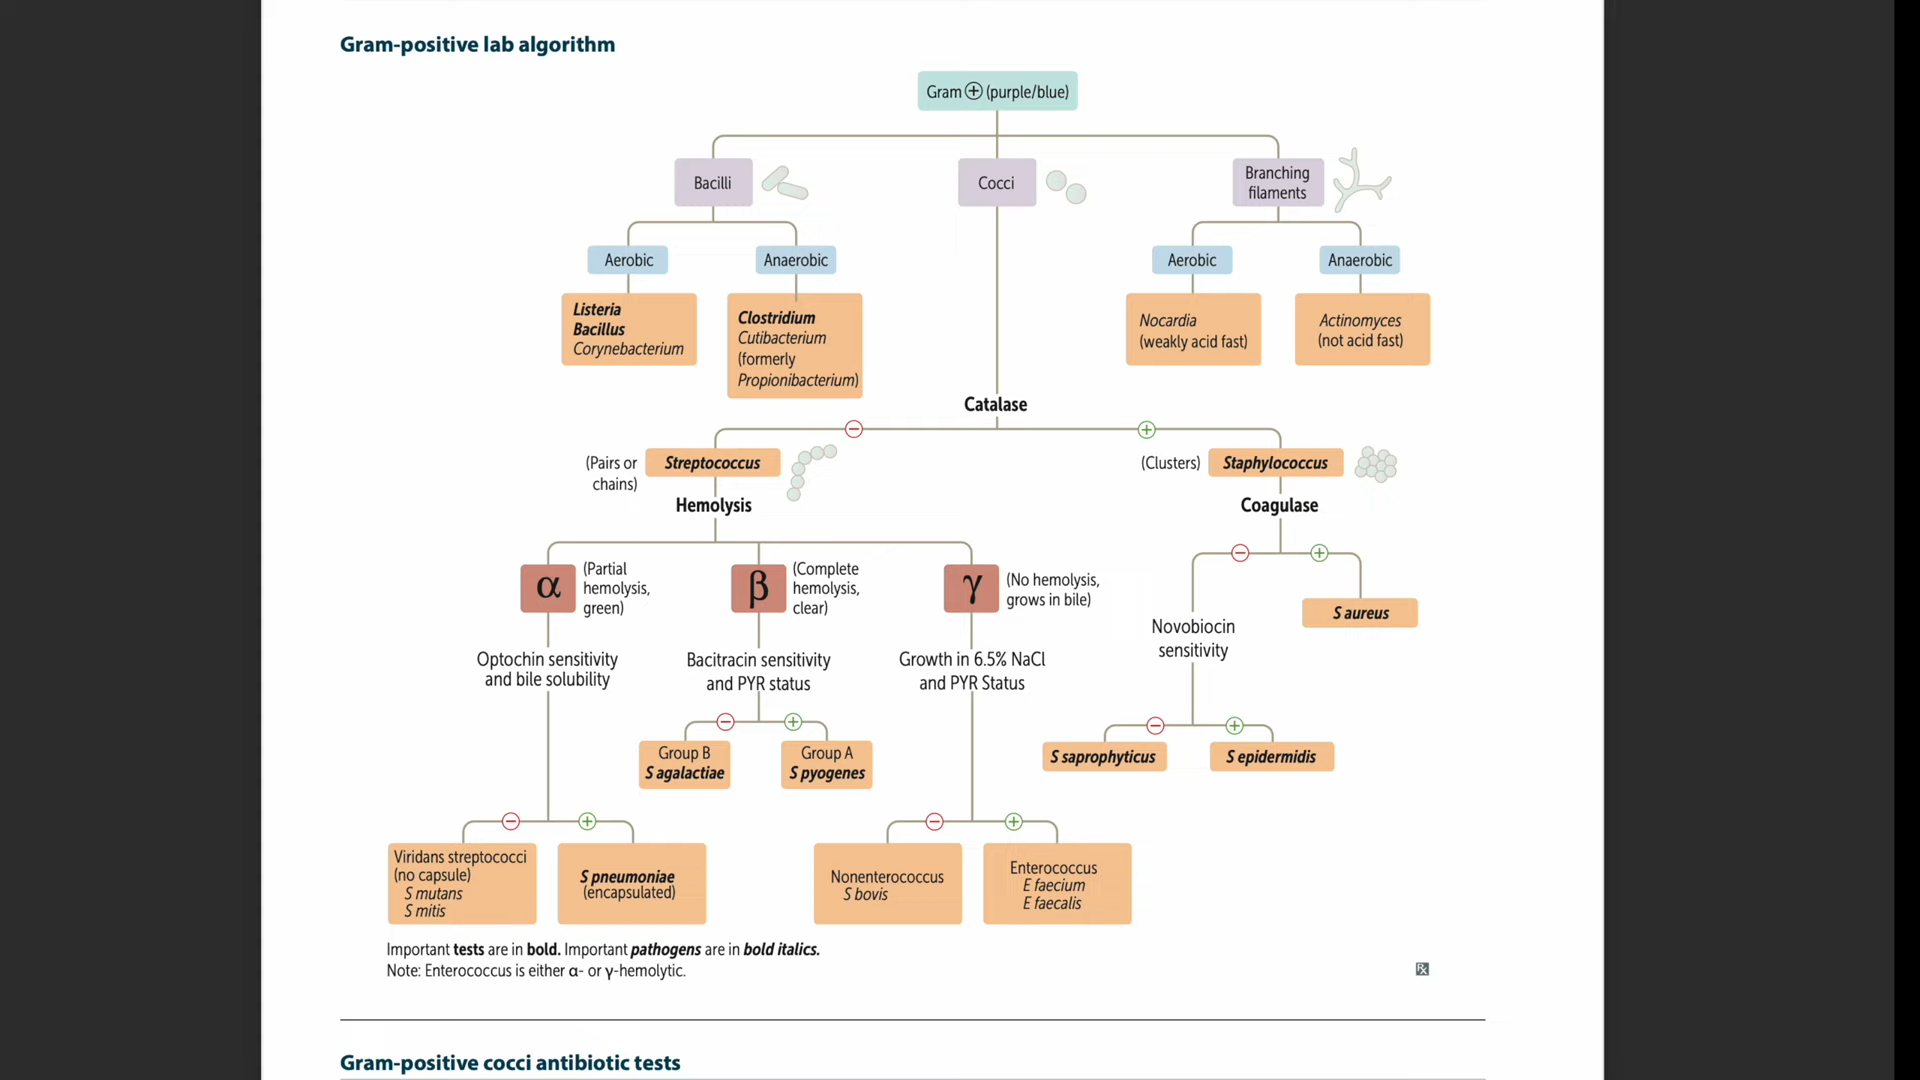 Gram-positive lab algorithm
Gram ⊕ (purple/blue)
Bacilli
Cocci
Branching
filaments
Aerobic
Anaerobic
Aerobic
Anaerobic
Listeria
Bacillus
Corynebacterium
Clostridium
Cutibacterium
(formerly
Propionibacterium)
Nocardia
(weakly acid fast)
Actinomyces
(not acid fast)
Catalase
−
+
(Pairs or
chains)
Streptococcus
(Clusters)
Staphylococcus
Hemolysis
Coagulase
−
+
α
(Partial
hemolysis,
green)
β
(Complete
hemolysis,
clear)
γ
(No hemolysis,
grows in bile)
S aureus
Novobiocin
sensitivity
Optochin sensitivity
and bile solubility
Bacitracin sensitivity
and PYR status
Growth in 6.5% NaCl
and PYR Status
−
+
−
+
Group B
S agalactiae
Group A
S pyogenes
S saprophyticus
S epidermidis
−
+
−
+
Viridans streptococci
(no capsule)
S mutans
S mitis
S pneumoniae
(encapsulated)
Nonenterococcus
S bovis
Enterococcus
E faecium
E faecalis
Important tests are in bold. Important pathogens are in bold italics.
Note: Enterococcus is either α- or γ-hemolytic.
Rx
Gram-positive cocci antibiotic tests